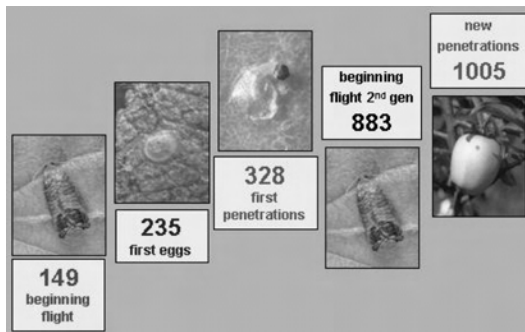 149
beginning
flight
235
first eggs
328
first
penetrations
beginning
flight 2nd gen
883
new
penetrations
1005